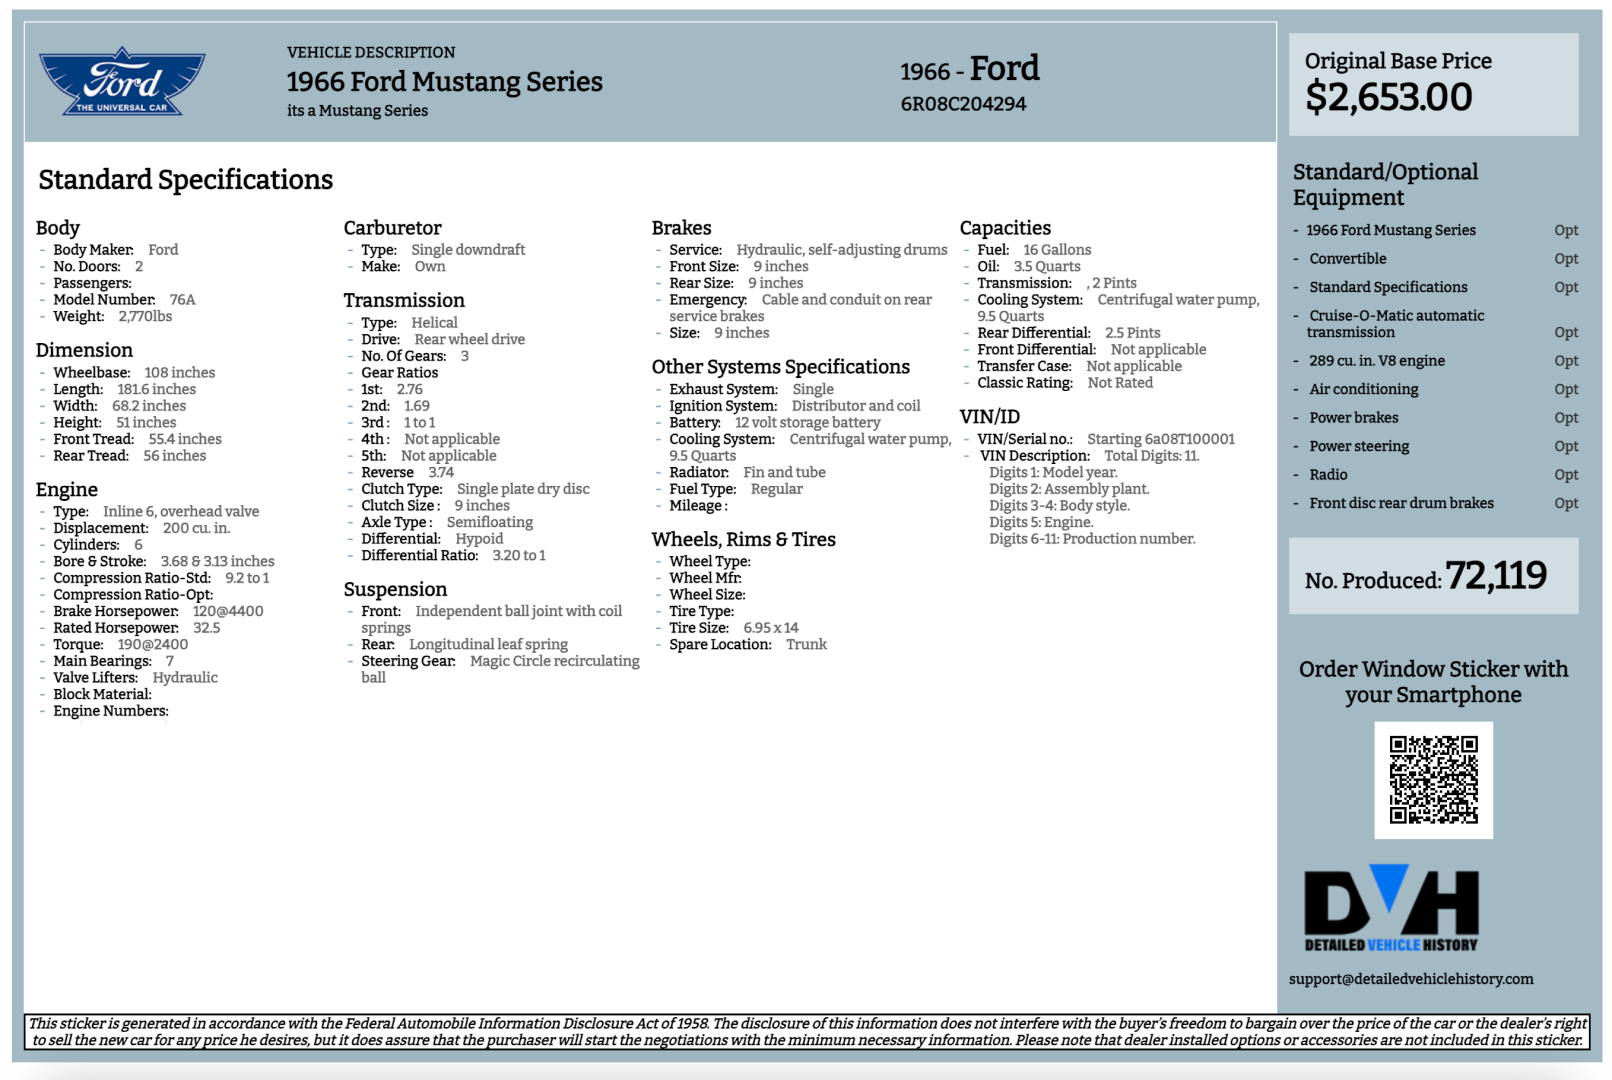 Ford
THE UNIVERSAL CAR
VEHICLE DESCRIPTION
1966 Ford Mustang Series
its a Mustang Series
1966 - Ford
6R08C204294
Original Base Price
$2,653.00
Standard Specifications
Body
- Body Maker: Ford
- No. Doors: 2
- Passengers:
- Model Number: 76A
- Weight: 2,770lbs
Dimension
- Wheelbase: 108 inches
- Length: 181.6 inches
- Width: 68.2 inches
- Height: 51 inches
- Front Tread: 55.4 inches
- Rear Tread: 56 inches
Engine
- Type: Inline 6, overhead valve
- Displacement: 200 cu. in.
- Cylinders: 6
- Bore & Stroke: 3.68 & 3.13 inches
- Compression Ratio-Std: 9.2 to 1
- Compression Ratio-Opt:
- Brake Horsepower: 120@4400
- Rated Horsepower: 32.5
- Torque: 190@2400
- Main Bearings: 7
- Valve Lifters: Hydraulic
- Block Material:
- Engine Numbers:
Carburetor
- Type: Single downdraft
- Make: Own
Transmission
- Type: Helical
- Drive: Rear wheel drive
- No. Of Gears: 3
- Gear Ratios
- 1st: 2.76
- 2nd: 1.69
- 3rd : 1 to 1
- 4th : Not applicable
- 5th: Not applicable
- Reverse 3.74
- Clutch Type: Single plate dry disc
- Clutch Size : 9 inches
- Axle Type : Semifloating
- Differential: Hypoid
- Differential Ratio: 3.20 to 1
Suspension
- Front: Independent ball joint with coil
springs
- Rear: Longitudinal leaf spring
- Steering Gear: Magic Circle recirculating
ball
Brakes
- Service: Hydraulic, self-adjusting drums
- Front Size: 9 inches
- Rear Size: 9 inches
- Emergency: Cable and conduit on rear
service brakes
- Size: 9 inches
Other Systems Specifications
- Exhaust System: Single
- Ignition System: Distributor and coil
- Battery: 12 volt storage battery
- Cooling System: Centrifugal water pump,
9.5 Quarts
- Radiator: Fin and tube
- Fuel Type: Regular
- Mileage :
Wheels, Rims & Tires
- Wheel Type:
- Wheel Mfr:
- Wheel Size:
- Tire Type:
- Tire Size: 6.95 x 14
- Spare Location: Trunk
Capacities
- Fuel: 16 Gallons
- Oil: 3.5 Quarts
- Transmission: , 2 Pints
- Cooling System: Centrifugal water pump,
9.5 Quarts
- Rear Differential: 2.5 Pints
- Front Differential: Not applicable
- Transfer Case: Not applicable
- Classic Rating: Not Rated
VIN/ID
- VIN/Serial no.: Starting 6a08T100001
- VIN Description: Total Digits: 11.
Digits 1: Model year.
Digits 2: Assembly plant.
Digits 3-4: Body style.
Digits 5: Engine.
Digits 6-11: Production number.
Standard/Optional
Equipment
- 1966 Ford Mustang Series Opt
- Convertible Opt
- Standard Specifications Opt
- Cruise-O-Matic automatic
transmission Opt
- 289 cu. in. V8 engine Opt
- Air conditioning Opt
- Power brakes Opt
- Power steering Opt
- Radio Opt
- Front disc rear drum brakes Opt
No. Produced: 72,119
Order Window Sticker with
your Smartphone
DVH
DETAILED VEHICLE HISTORY
support@detailedvehiclehistory.com
This sticker is generated in accordance with the Federal Automobile Information Disclosure Act of 1958. The disclosure of this information does not interfere with the buyer's freedom to bargain over the price of the car or the dealer's right
to sell the new car for any price he desires, but it does assure that the purchaser will start the negotiations with the minimum necessary information. Please note that dealer installed options or accessories are not included in this sticker.